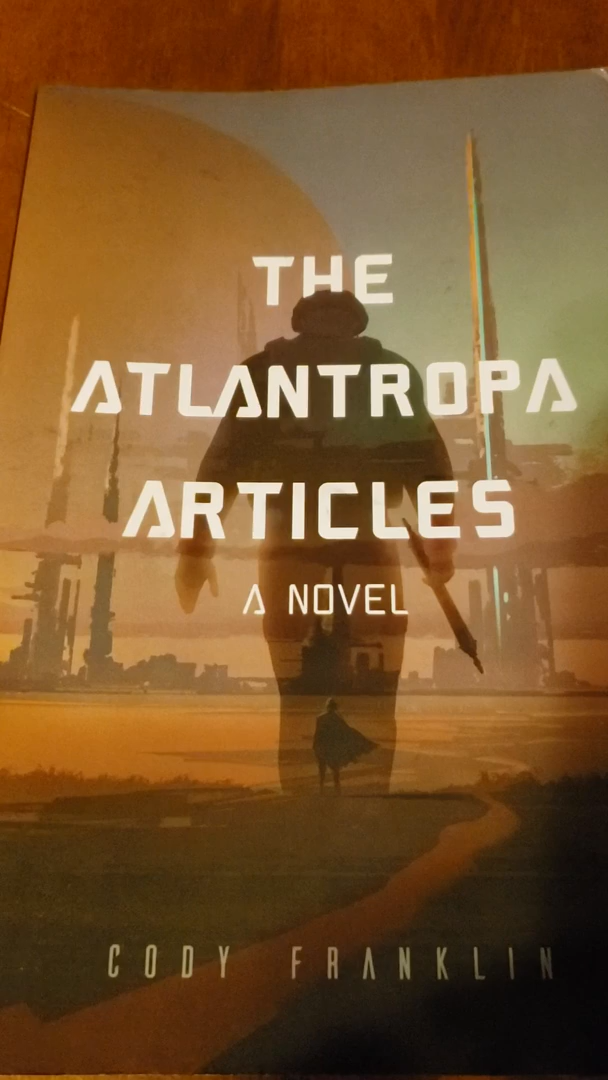 THE
ATLANTROPA
ARTICLES
A NOVEL
CODY FRANKLIN